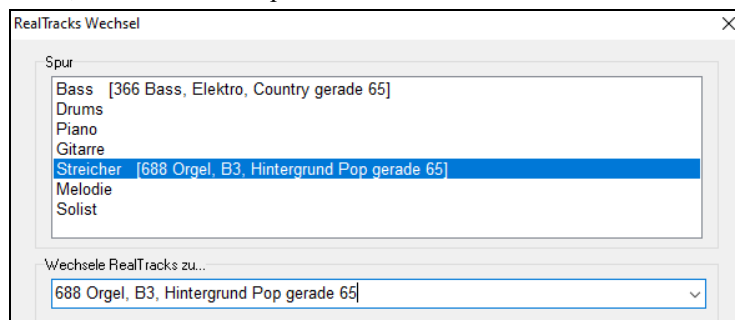 RealTracks Wechsel
Spur
Bass [366 Bass, Elektro, Country gerade 65]
Drums
Piano
Gitarre
Streicher [688 Orgel, B3, Hintergrund Pop gerade 65]
Melodie
Solist
Wechsele RealTracks zu...
688 Orgel, B3, Hintergrund Pop gerade 65